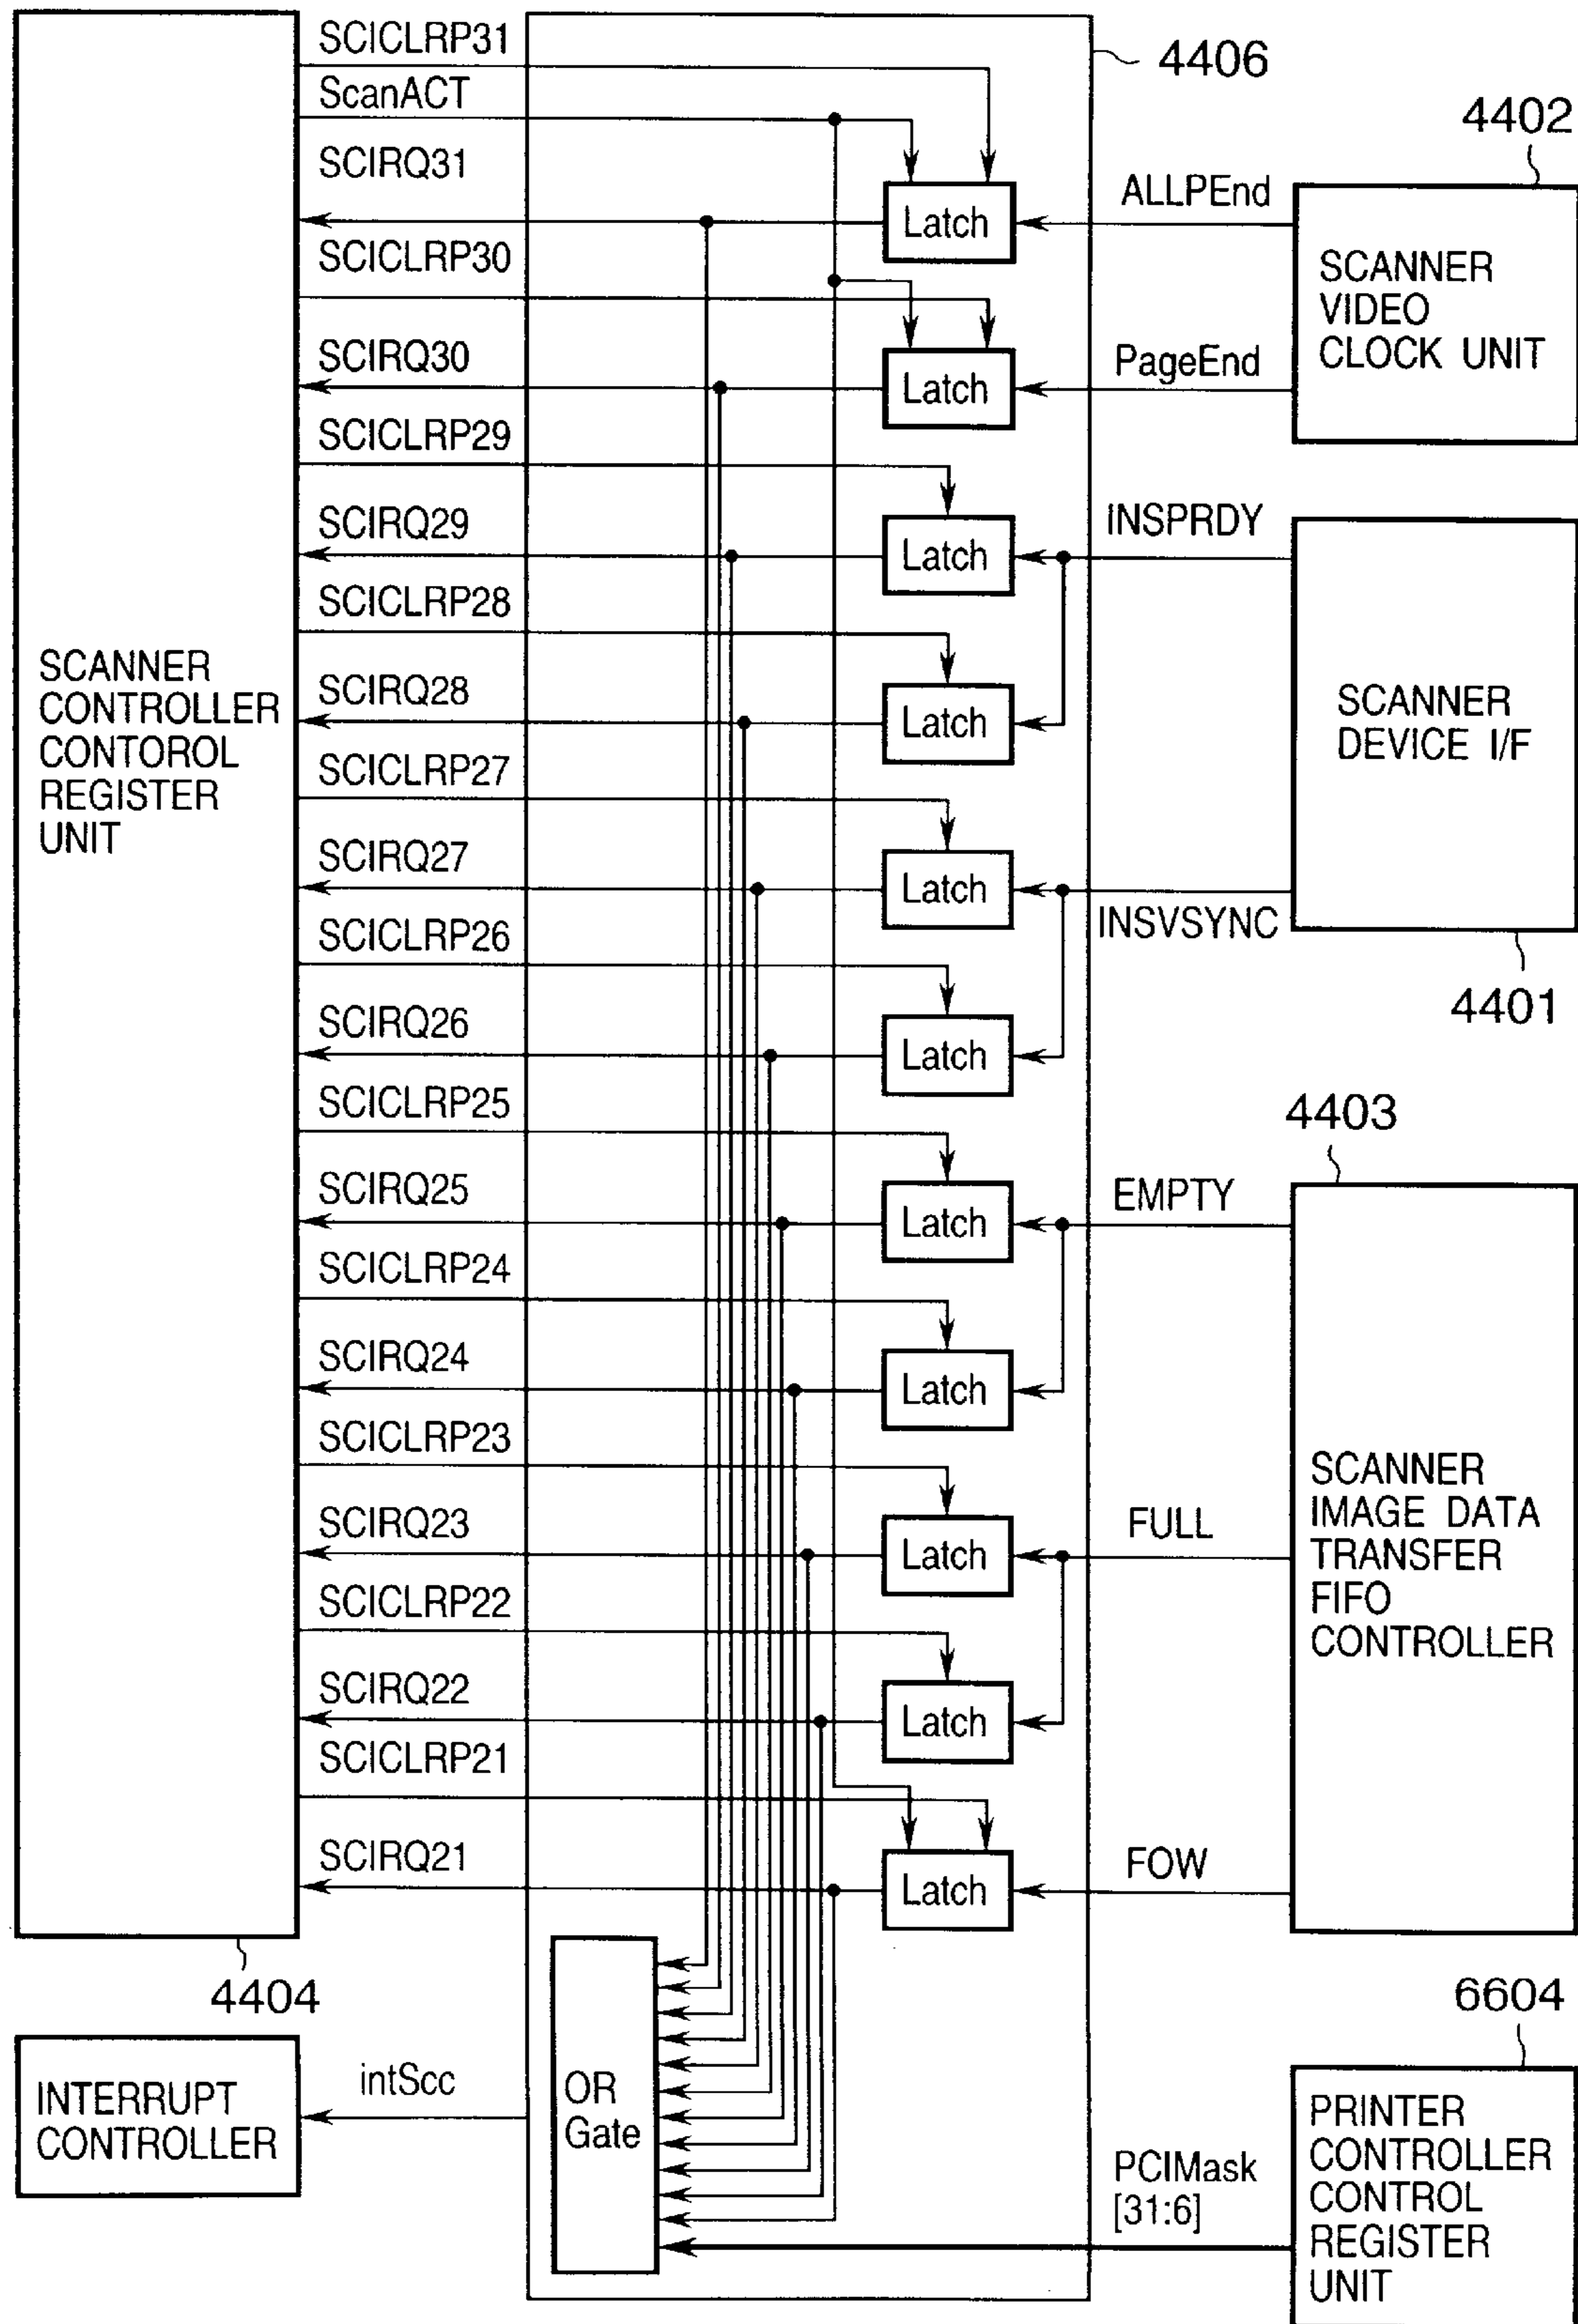 SCICLRP31
ScanACT
SCIRQ31
SCICLRP30
SCIRQ30
SCICLRP29
SCIRQ29
SCICLRP28
SCIRQ28
SCICLRP27
SCIRQ27
SCICLRP26
SCIRQ26
SCICLRP25
SCIRQ25
SCICLRP24
SCIRQ24
SCICLRP23
SCIRQ23
SCICLRP22
SCIRQ22
SCICLRP21
SCIRQ21
SCANNER
CONTROLLER
CONTOROL
REGISTER
UNIT
4404
INTERRUPT
CONTROLLER
intScc
4406
Latch
Latch
Latch
Latch
Latch
Latch
Latch
Latch
Latch
Latch
Latch
OR
Gate
ALLPEnd
PageEnd
INSPRDY
INSVSYNC
EMPTY
FULL
FOW
PCIMask
[31:6]
4402
SCANNER
VIDEO
CLOCK UNIT
SCANNER
DEVICE I/F
4401
4403
SCANNER
IMAGE DATA
TRANSFER
FIFO
CONTROLLER
6604
PRINTER
CONTROLLER
CONTROL
REGISTER
UNIT